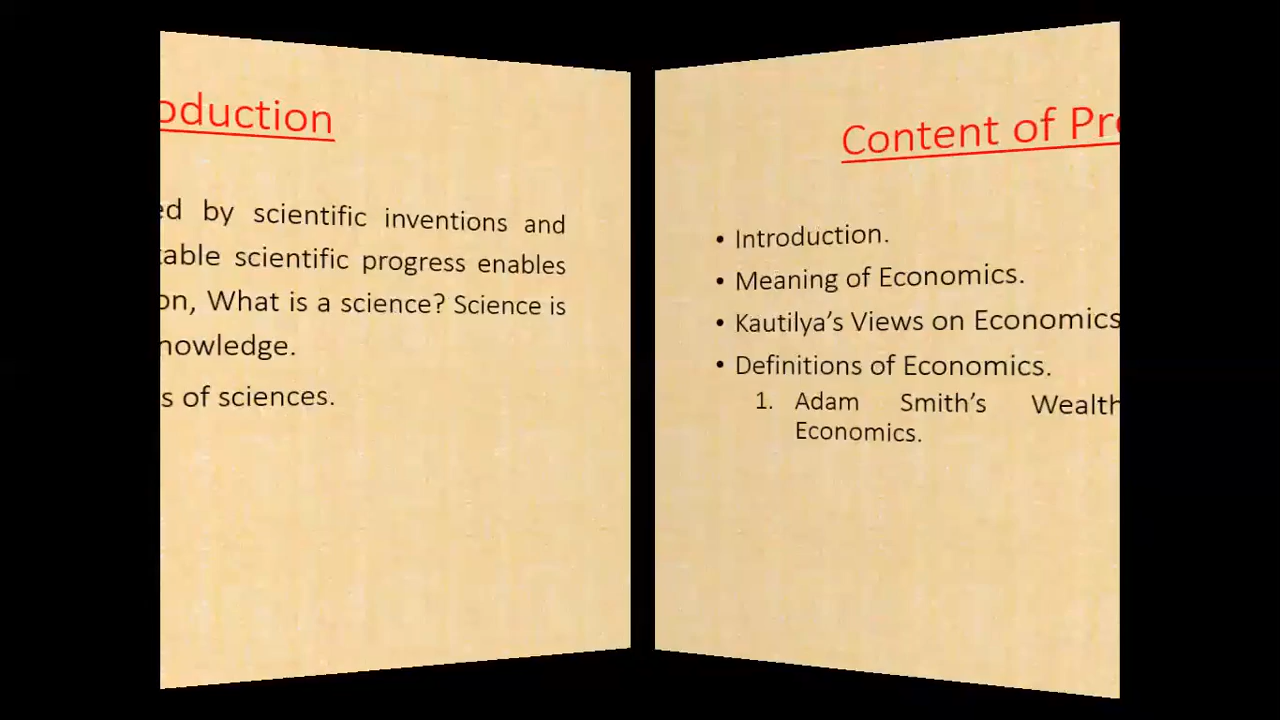 oduction
ed by scientific inventions and
table scientific progress enables
on, What is a science? Science is
nowledge.
s of sciences.
Content of Pr
• Introduction.
• Meaning of Economics.
• Kautilya's Views on Economics
• Definitions of Economics.
1. Adam Smith's Wealth
Economics.